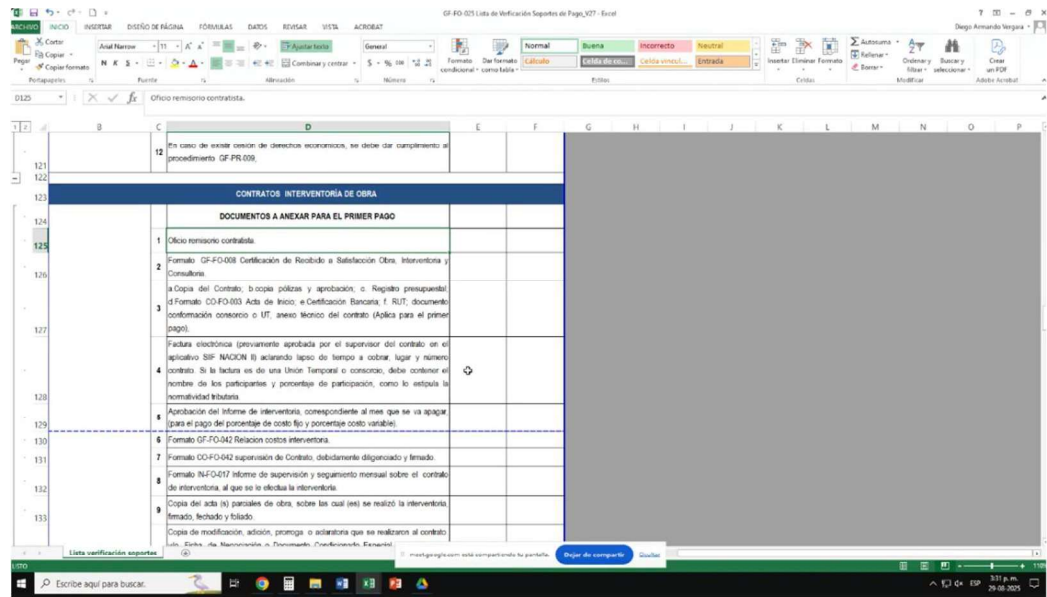 GF-FO-025 Lista de Verificación Soportes de Pago_V27 - Excel
ARCHIVO INICIO INSERTAR DISEÑO DE PÁGINA FÓRMULAS DATOS REVISAR VISTA ACROBAT
Diego Armando Vergara
Pegar
Cortar
Copiar
Copiar formato
Arial Narrow 11
N K S
Ajustar texto
Combinar y centrar
General
Formato condicional
Dar formato como tabla
Normal Buena Incorrecto Neutral
Cálculo Celda de co... Celda vincul... Entrada
Insertar Eliminar Formato
Autosuma
Rellenar
Borrar
Ordenar y filtrar
Buscar y seleccionar
Crear un PDF
Portapapeles Fuente Alineación Número Estilos Celdas Modificar Adobe Acrobat
D125
Oficio remisorio contratista.
B C D E F G H I J K L M N O P
121 12 En caso de existir cesión de derechos economicos, se debe dar cumplimiento al
procedimiento GF-PR-009,
122
123 CONTRATOS INTERVENTORÍA DE OBRA
124 DOCUMENTOS A ANEXAR PARA EL PRIMER PAGO
125 1 Oficio remisorio contratista.
126 2 Formato GF-FO-008 Certificación de Recibido a Satisfacción Obra, Interventoria y
Consultoria.
127 3 a.Copia del Contrato; b.copia pólizas y aprobación; c. Registro presupuestal;
d.Formato CO-FO-003 Acta de Inicio; e.Certificación Bancaria; f. RUT; documento
conformación consorcio o UT, anexo técnico del contrato (Aplica para el primer
pago).
128 4 Factura electrónica (previamente aprobada por el supervisor del contrato en el
aplicativo SIF NACION II) aclarando lapso de tiempo a cobrar, lugar y número
contrato. Si la factura es de una Unión Temporal o consorcio, debe contener el
nombre de los participantes y porcentaje de participación, como lo estipula la
normatividad tributaria.
129 5 Aprobación del Informe de interventoria, correspondiente al mes que se va apagar,
(para el pago del porcentaje de costo fijo y porcentaje costo variable).
130 6 Formato GF-FO-042 Relacion costos interventoria.
131 7 Formato CO-FO-042 supervisión de Contrato, debidamente diligenciado y firmado.
132 8 Formato IN-FO-017 Informe de supervisión y seguimiento mensual sobre el contrato
de interventoria, al que se le efectua la interventoria.
133 9 Copia del acta (s) parciales de obra, sobre las cual (es) se realizó la interventoria,
firmado, fechado y foliado.
Copia de modificación, adición, prorroga o aclaratoria que se realizaron al contrato
y/o Ficha de Negociación o Documento Condicionado Especial
Lista verificación soportes
meet.google.com está compartiendo tu pantalla. Dejar de compartir Ocultar
LISTO
Escribe aquí para buscar.
ESP
3:31 p. m.
29-08-2025